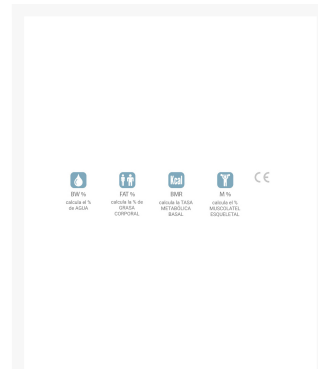 Kcal
CE
BW %
calcula el %
de AGUA
FAT %
calcula la % de
GRASA
CORPORAL
BMR
calcula la TASA
METABÓLICA
BASAL
M %
calcula el %
MUSCOLATEL
ESQUELETAL